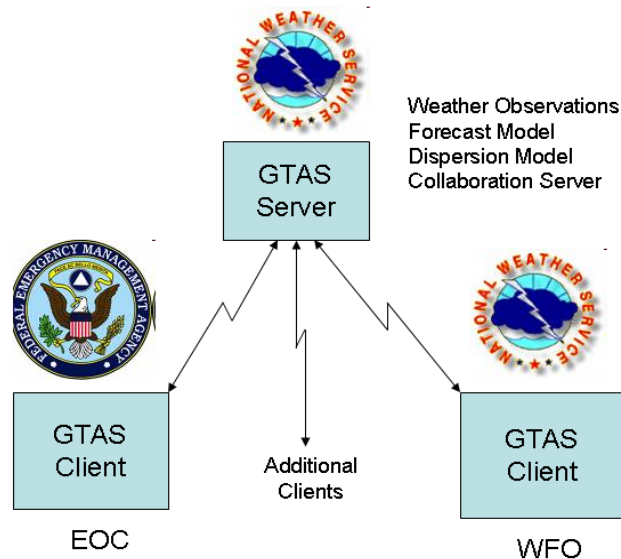 NATIONAL WEATHER SERVICE
Weather Observations
Forecast Model
Dispersion Model
Collaboration Server
GTAS
Server
FEDERAL EMERGENCY MANAGEMENT AGENCY
NATIONAL WEATHER SERVICE
GTAS
Client
Additional
Clients
GTAS
Client
EOC
WFO